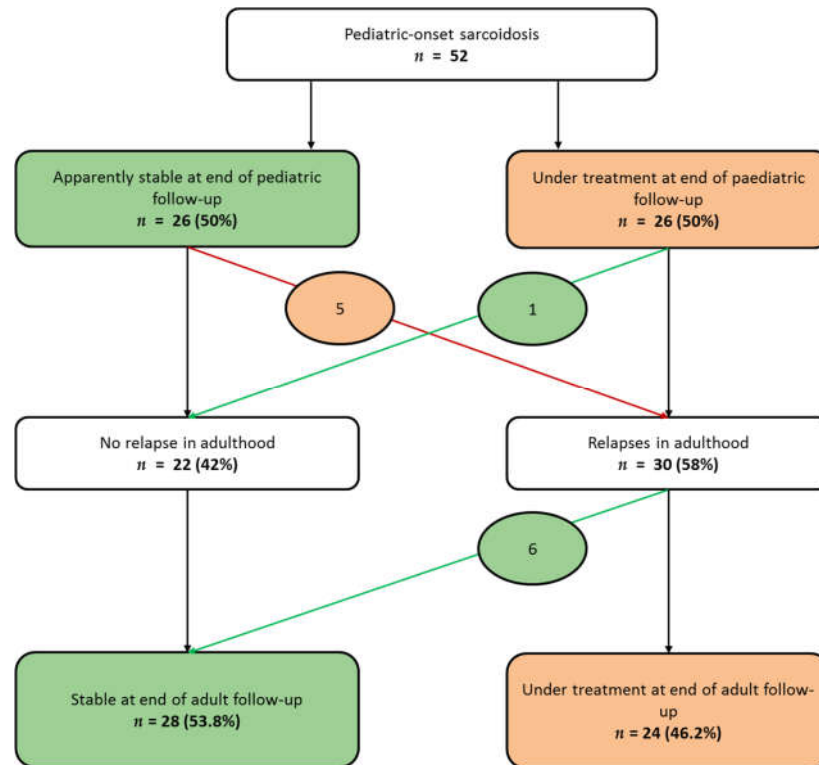 Pediatric-onset sarcoidosis
n = 52
Apparently stable at end of pediatric
follow-up
n = 26 (50%)
Under treatment at end of paediatric
follow-up
n = 26 (50%)
5
1
No relapse in adulthood
n = 22 (42%)
Relapses in adulthood
n = 30 (58%)
6
Stable at end of adult follow-up
n = 28 (53.8%)
Under treatment at end of adult follow-
up
n = 24 (46.2%)